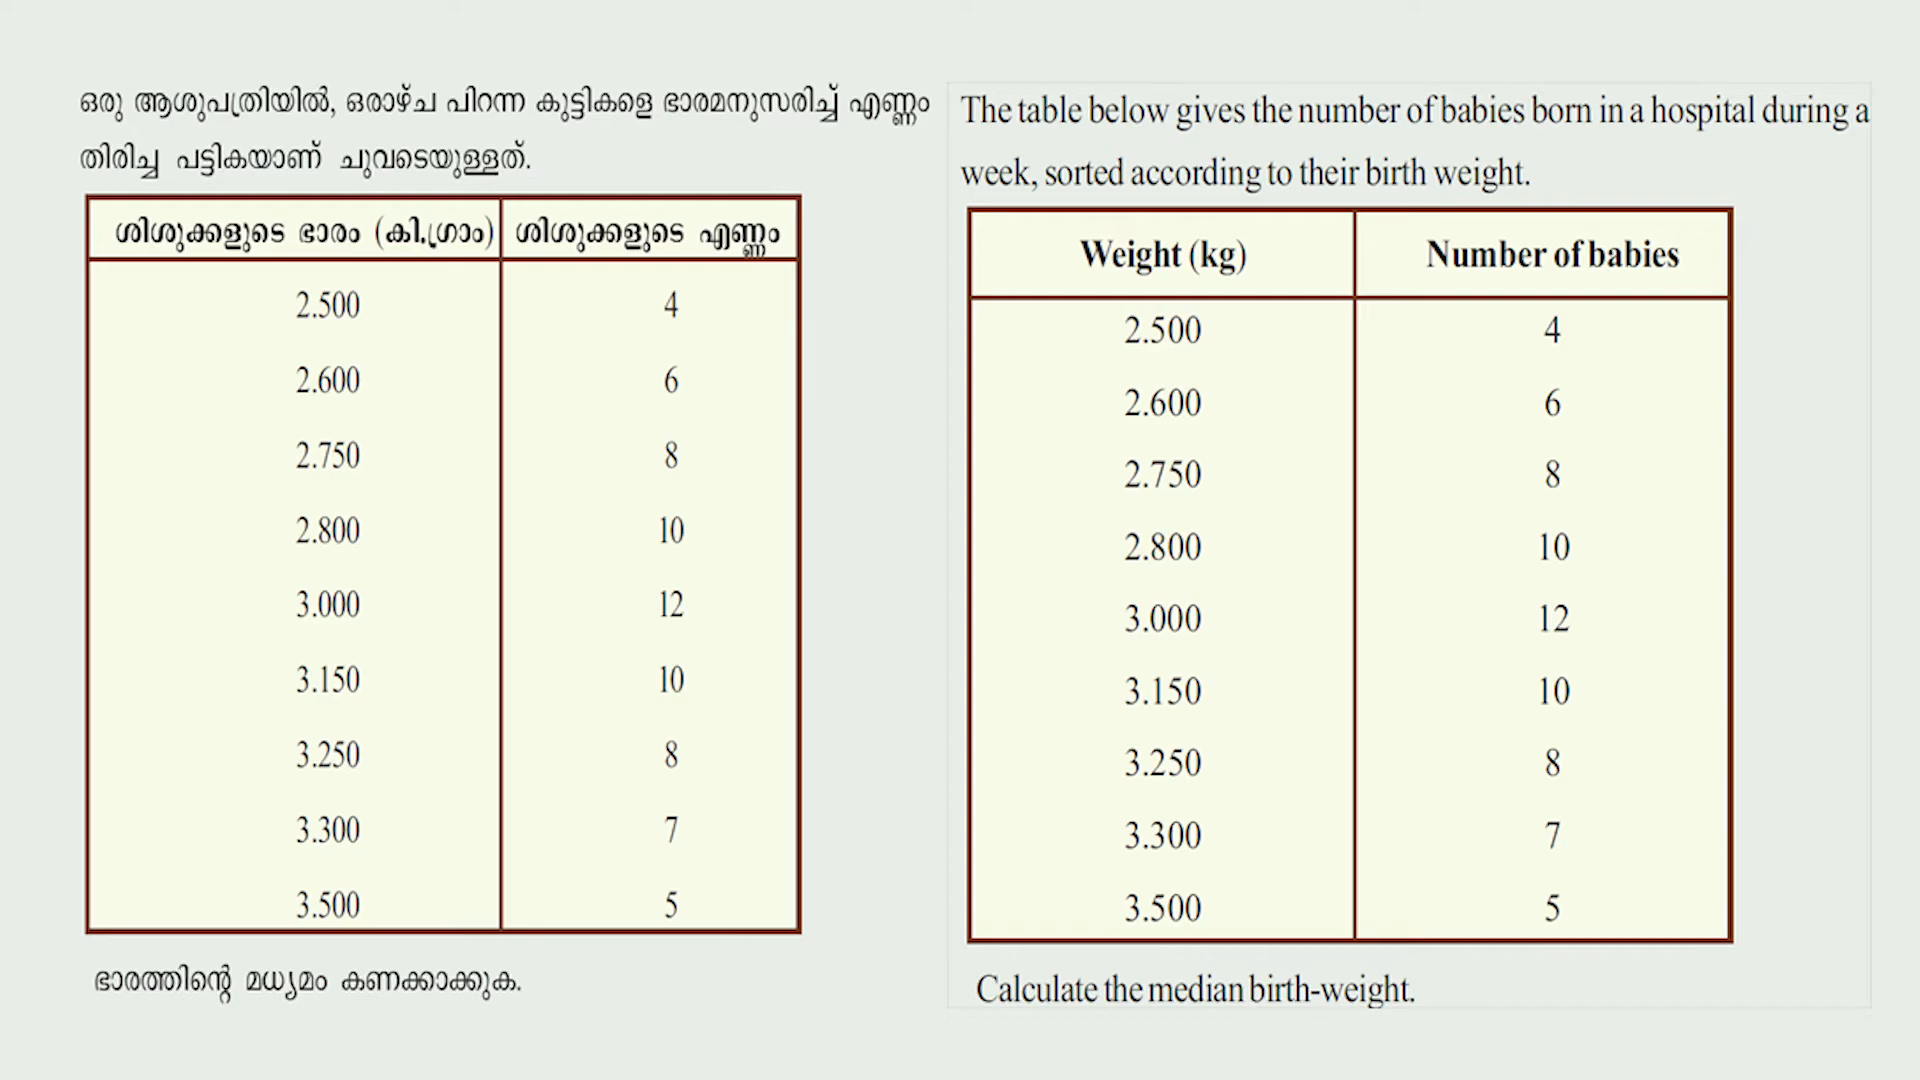 ഒരു ആശുപത്രിയിൽ, ഒരാഴ്ച പിറന്ന കുട്ടികളെ ഭാരമനുസരിച്ച് എണ്ണം
തിരിച്ച പട്ടികയാണ് ചുവടെയുള്ളത്.
ശിശുക്കളുടെ ഭാരം (കി.ഗ്രാം) ശിശുക്കളുടെ എണ്ണം
2.500 4
2.600 6
2.750 8
2.800 10
3.000 12
3.150 10
3.250 8
3.300 7
3.500 5
ഭാരത്തിന്റെ മധ്യമം കണക്കാക്കുക.
The table below gives the number of babies born in a hospital during a
week, sorted according to their birth weight.
Weight (kg) Number of babies
2.500 4
2.600 6
2.750 8
2.800 10
3.000 12
3.150 10
3.250 8
3.300 7
3.500 5
Calculate the median birth-weight.